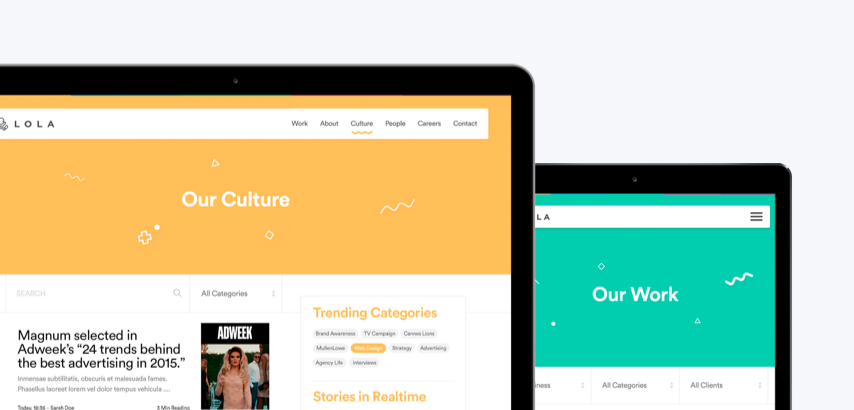 LOLA
Work About Culture People Careers Contact
Our Culture
SEARCH
All Categories
Magnum selected in
Adweek's “24 trends behind
the best advertising in 2015.”
Inmensae subtilitatis, obscuris et malesuada fames.
Phasellus laoreet lorem vel dolor tempus vehicula ....
Today, 19:36 - Sarah Doe
3 Min Reading
ADWEEK
Trending Categories
Brand Awareness TV Campaign Cannes Lions
MullenLowe Web Design Strategy Advertising
Agency Life Interviews
Stories in Realtime
LA
Our Work
iness
All Categories
All Clients